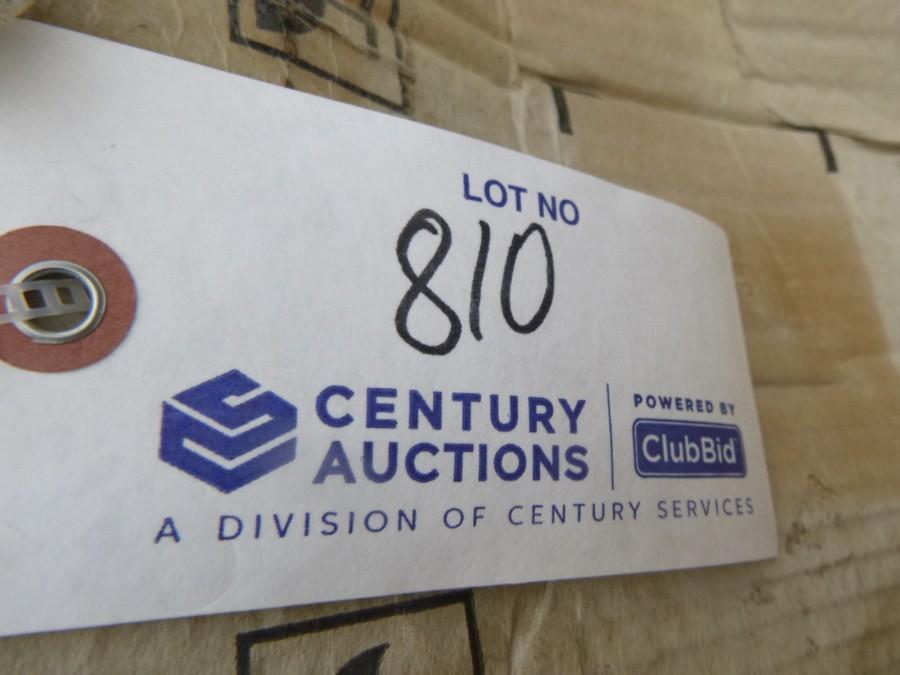 LOT NO
810
CENTURY
AUCTIONS
POWERED BY
ClubBid
A DIVISION OF CENTURY SERVICES